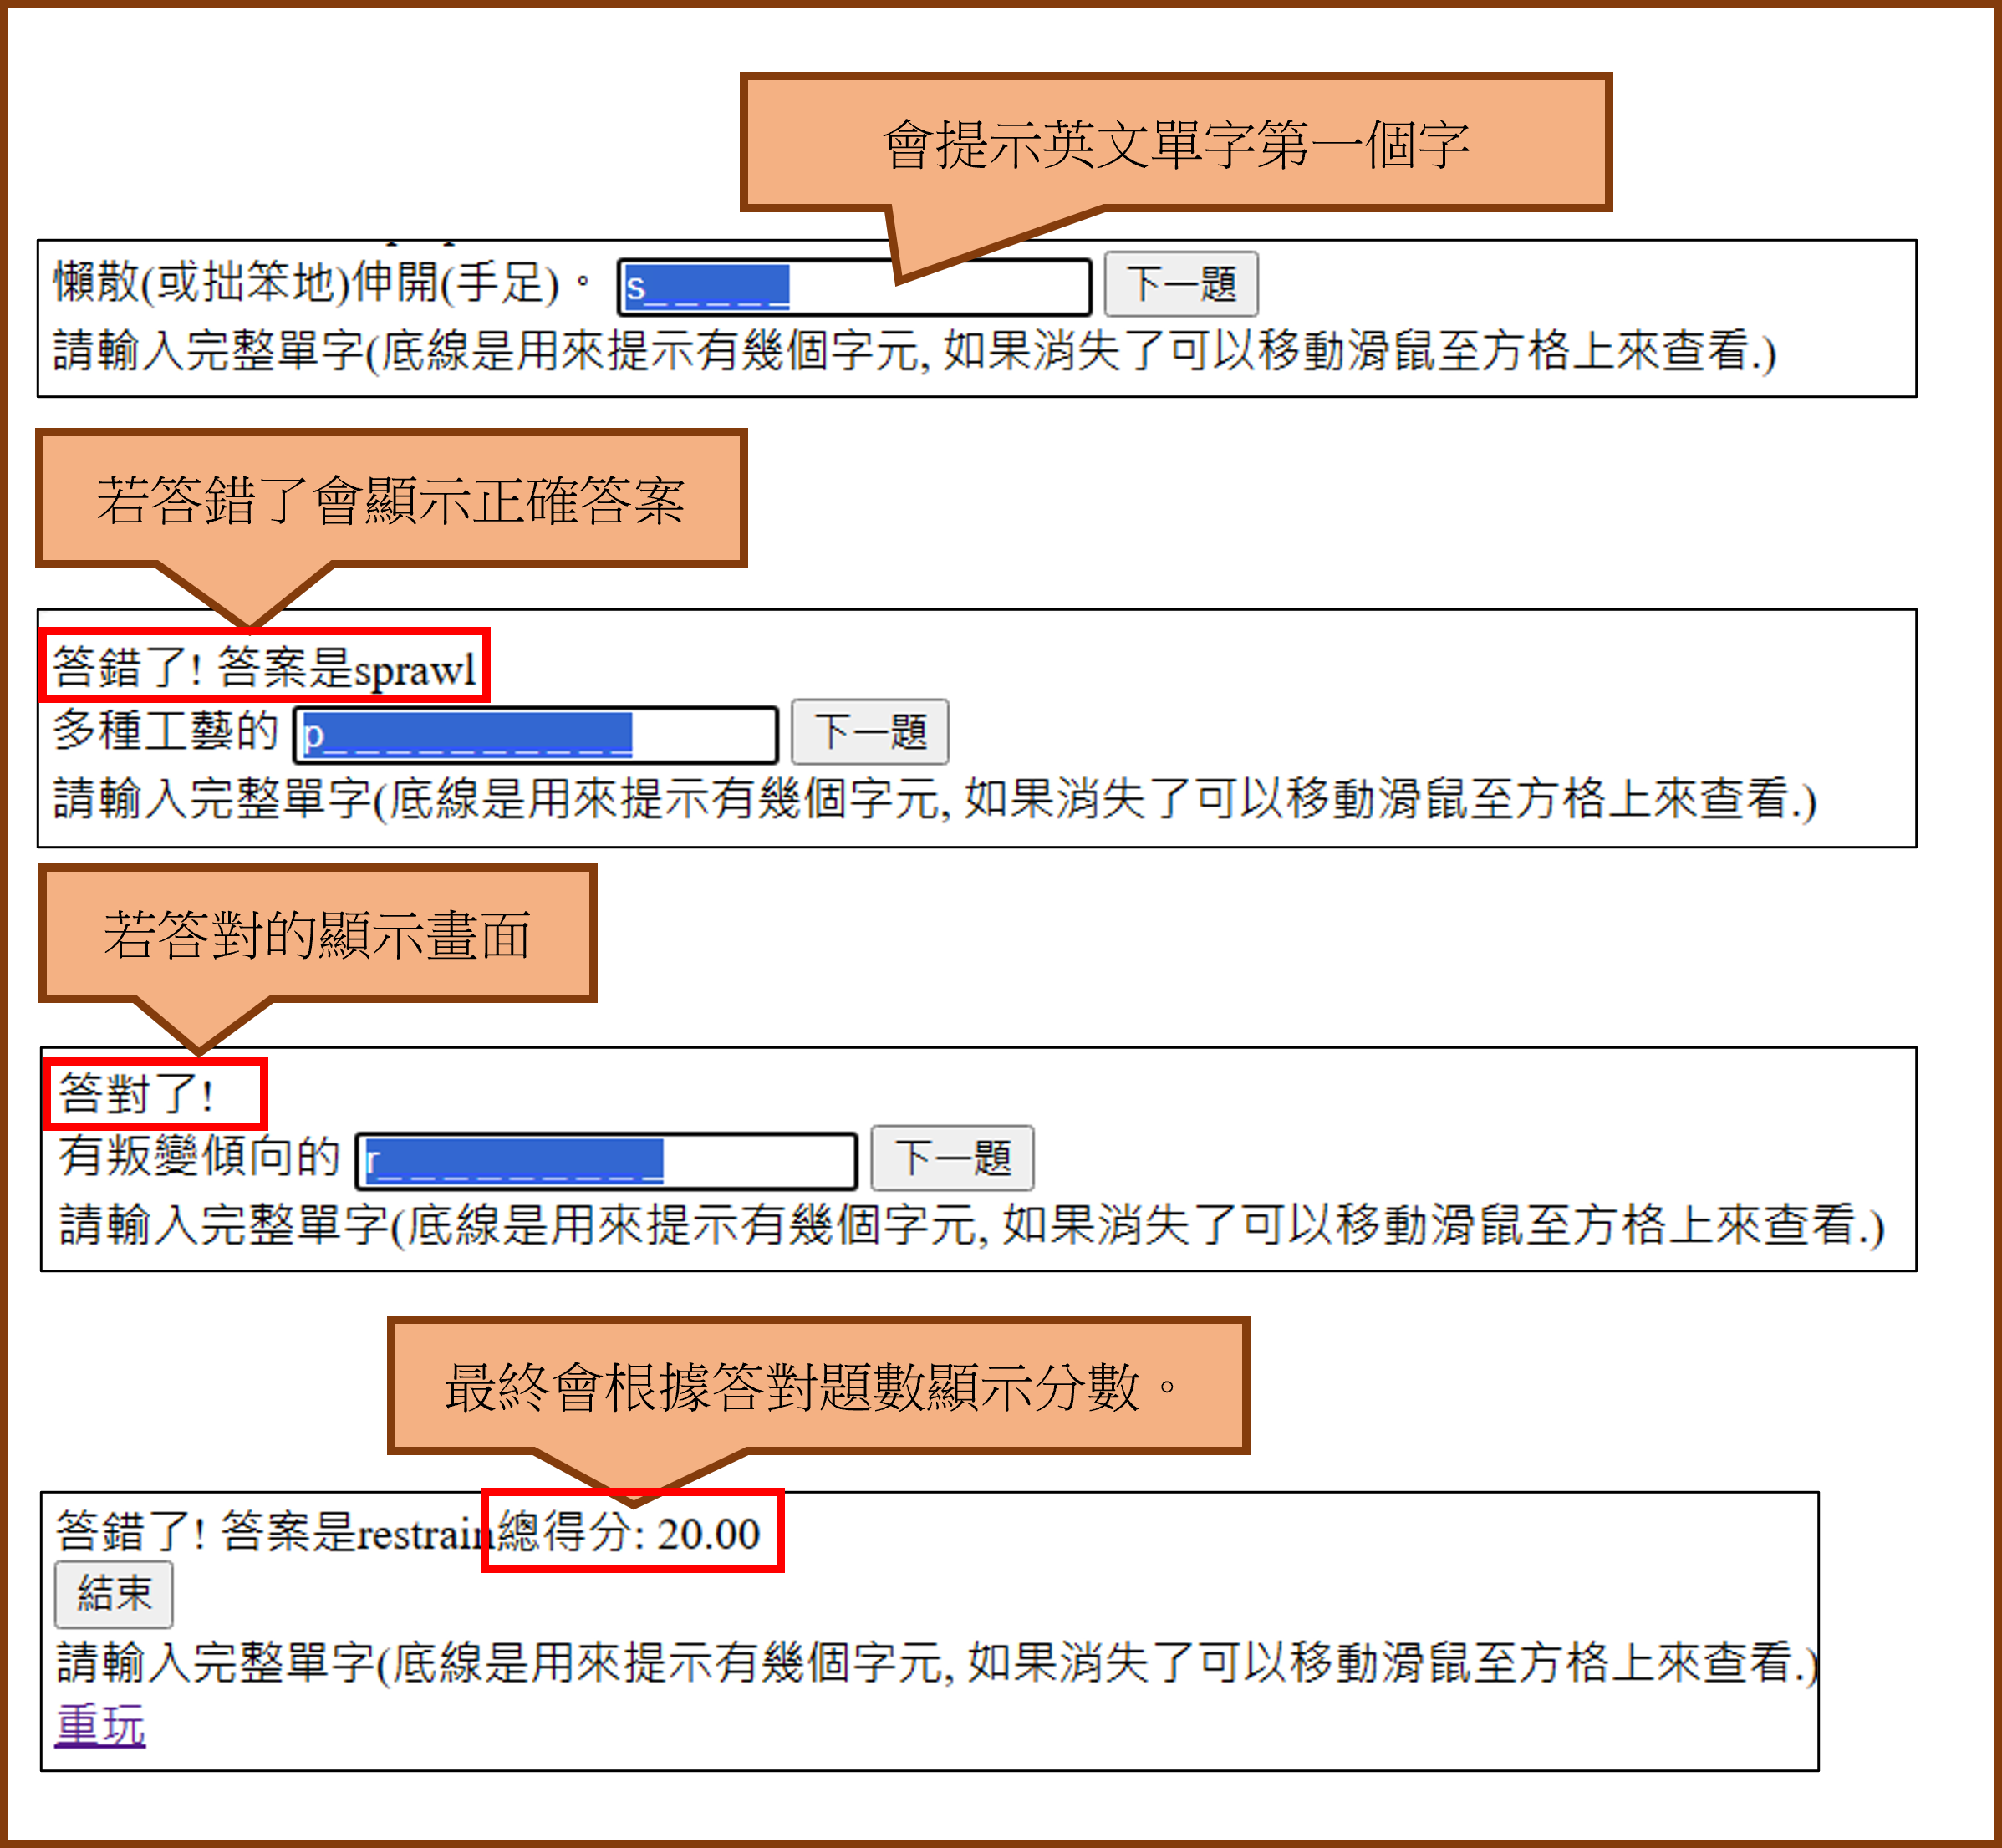 會提示英文單字第一個字
懶散(或拙笨地)伸開(手足)。 s_ _ _ _ _ 下一題
請輸入完整單字(底線是用來提示有幾個字元, 如果消失了可以移動滑鼠至方格上來查看.)
若答錯了會顯示正確答案
答錯了! 答案是sprawl
多種工藝的 p_ _ _ _ _ _ _ _ _ _ 下一題
請輸入完整單字(底線是用來提示有幾個字元, 如果消失了可以移動滑鼠至方格上來查看.)
若答對的顯示畫面
答對了!
有叛變傾向的 r_ _ _ _ _ _ _ _ _ 下一題
請輸入完整單字(底線是用來提示有幾個字元, 如果消失了可以移動滑鼠至方格上來查看.)
最終會根據答對題數顯示分數。
答錯了! 答案是restrain總得分: 20.00
結束
請輸入完整單字(底線是用來提示有幾個字元, 如果消失了可以移動滑鼠至方格上來查看.)
重玩